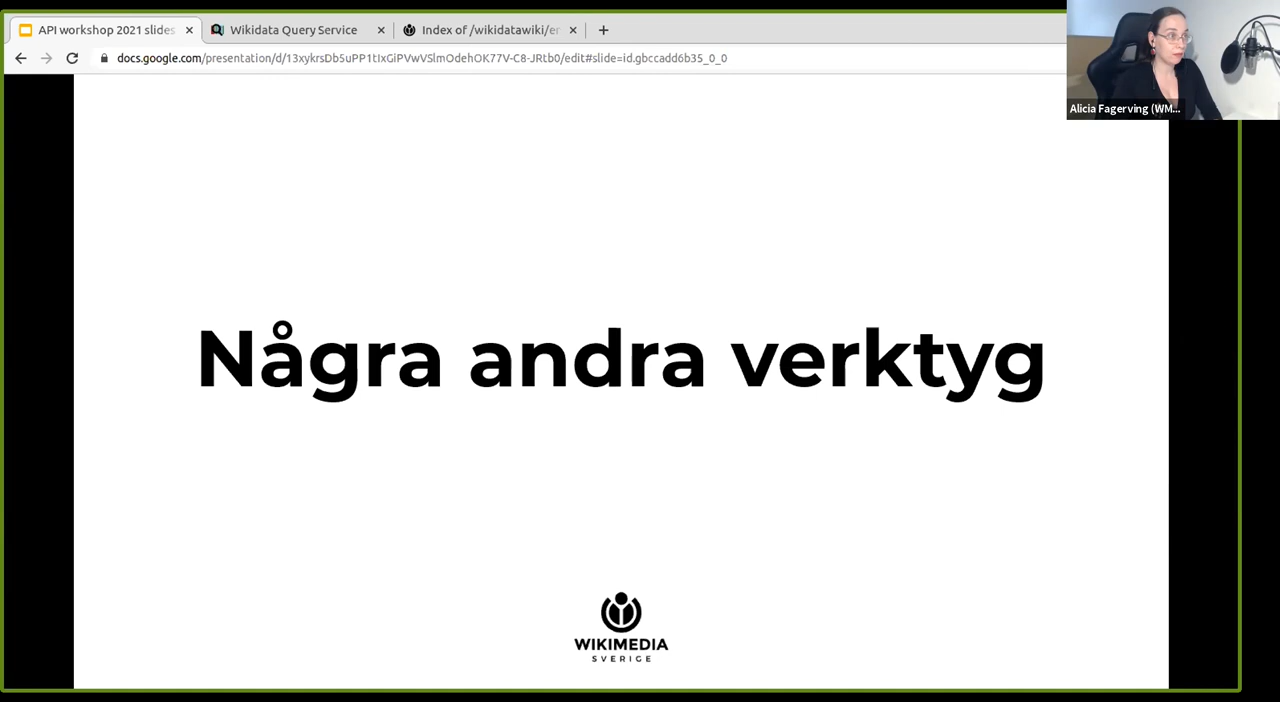 API workshop 2021 slides
Wikidata Query Service
Index of /wikidatawiki/er
docs.google.com/presentation/d/13xykrsDb5uPP1tIxGiPVwVSlmOdehOK77V-C8-JRtb0/edit#slide=id.gbccadd6b35_0_0
Alicia Fagerving (WM...
Några andra verktyg
WIKIMEDIA
SVERIGE